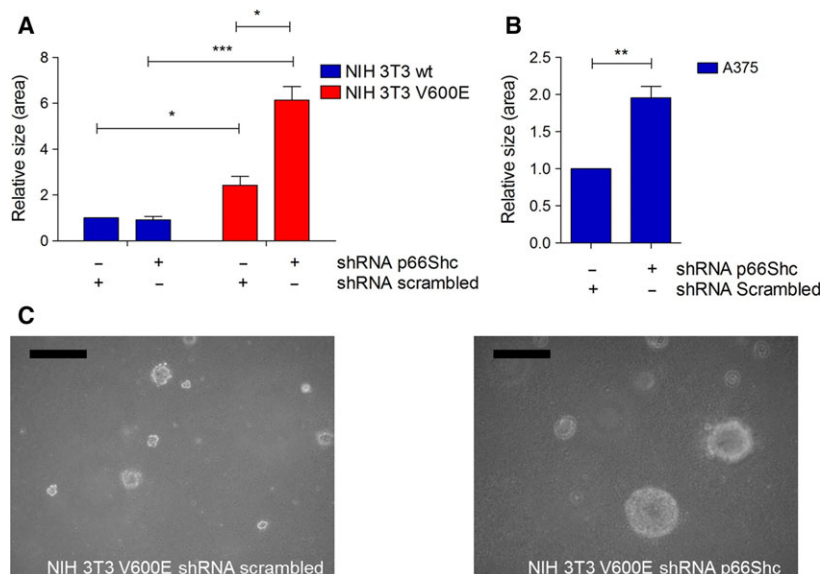 A
*
***
*
NIH 3T3 wt
NIH 3T3 V600E
Relative size (area)
8
6
4
2
0
– + – + shRNA p66Shc
+ – + – shRNA scrambled
B
**
A375
Relative size (area)
2.5
2.0
1.5
1.0
0.5
0.0
– + shRNA p66Shc
+ – shRNA Scrambled
C
NIH 3T3 V600E shRNA scrambled
NIH 3T3 V600E shRNA p66Shc